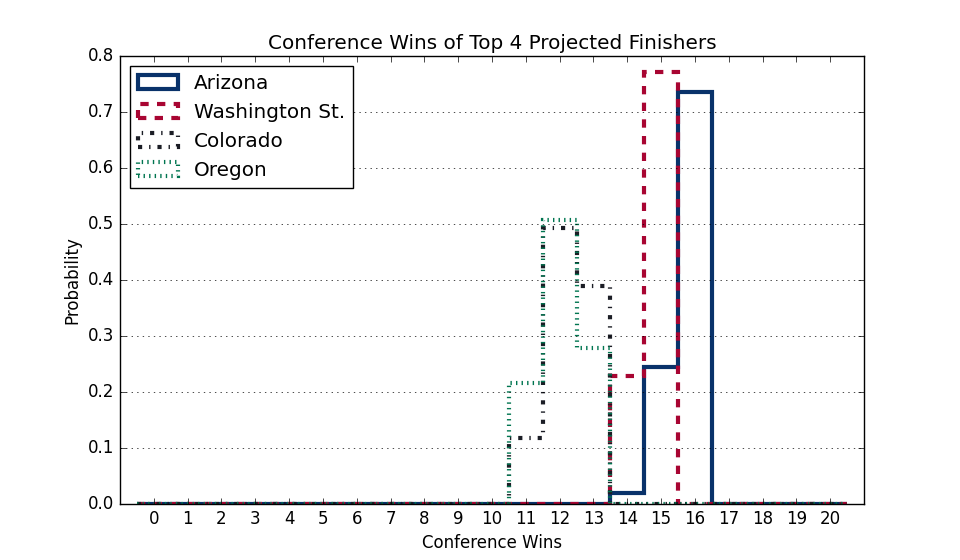 Conference Wins of Top 4 Projected Finishers
0.8
0.7
0.6
0.5
0.4
0.3
0.2
0.1
0.0
Probability
Arizona
Washington St.
Colorado
Oregon
0 1 2 3 4 5 6 7 8 9 10 11 12 13 14 15 16 17 18 19 20
Conference Wins